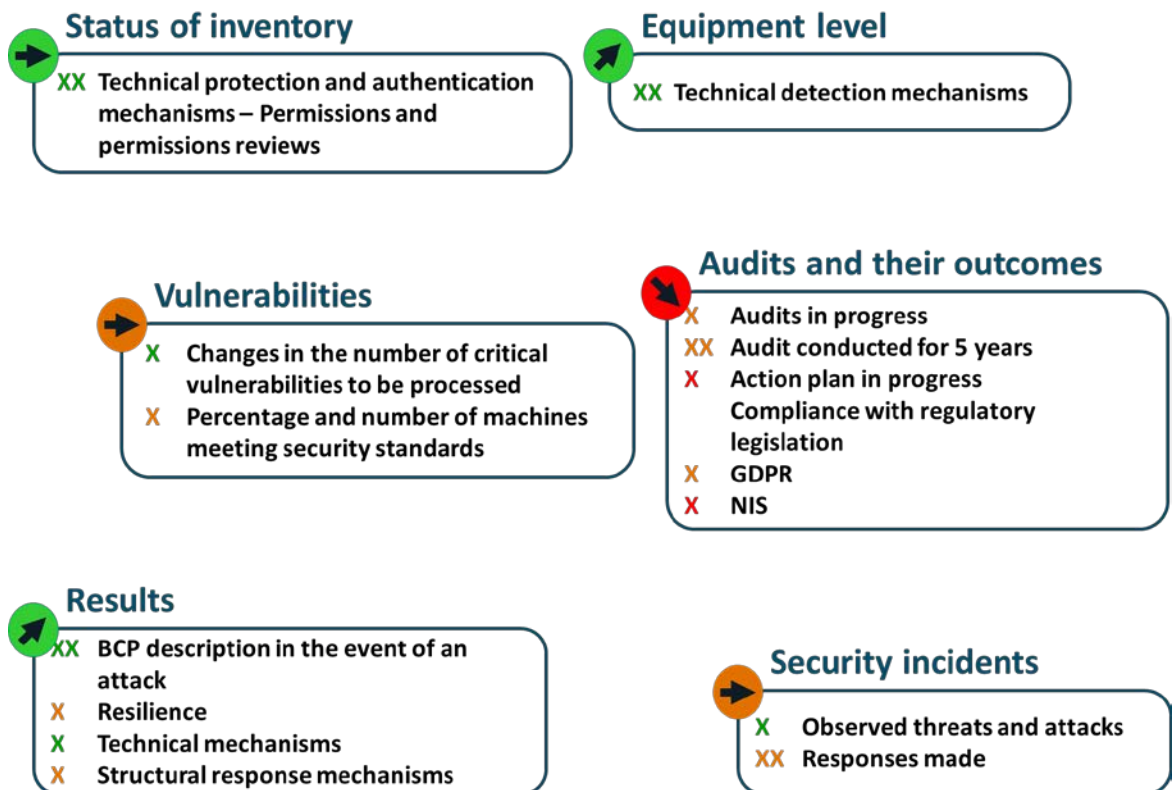 Status of inventory
XX Technical protection and authentication
mechanisms – Permissions and
permissions reviews
Equipment level
XX Technical detection mechanisms
Vulnerabilities
X Changes in the number of critical
vulnerabilities to be processed
X Percentage and number of machines
meeting security standards
Audits and their outcomes
X Audits in progress
XX Audit conducted for 5 years
X Action plan in progress
Compliance with regulatory
legislation
X GDPR
X NIS
Results
XX BCP description in the event of an
attack
X Resilience
X Technical mechanisms
X Structural response mechanisms
Security incidents
X Observed threats and attacks
XX Responses made